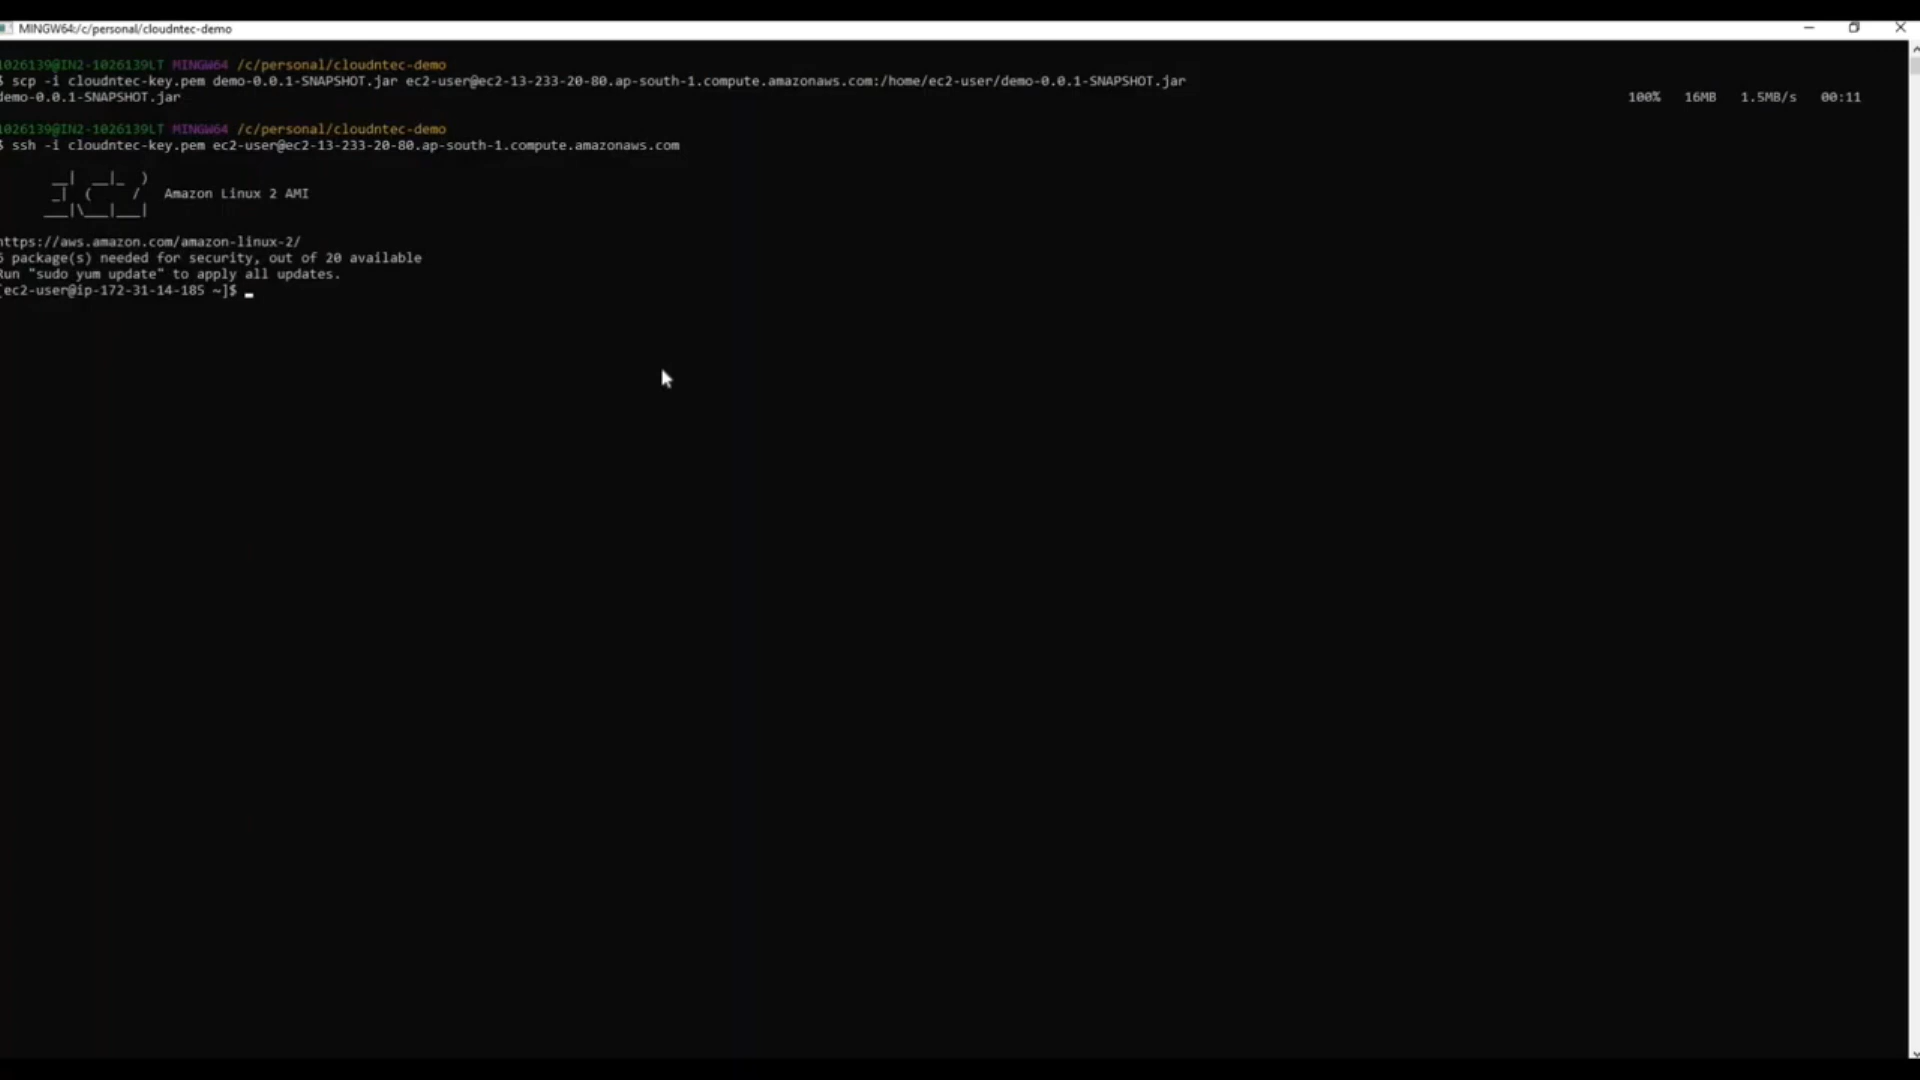 MINGW64:/c/personal/cloudntec-demo
1026139@IN2-1026139LT MINGW64 /c/personal/cloudntec-demo
$ scp -i cloudntec-key.pem demo-0.0.1-SNAPSHOT.jar ec2-user@ec2-13-233-20-80.ap-south-1.compute.amazonaws.com:/home/ec2-user/demo-0.0.1-SNAPSHOT.jar
demo-0.0.1-SNAPSHOT.jar 100% 16MB 1.5MB/s 00:11
1026139@IN2-1026139LT MINGW64 /c/personal/cloudntec-demo
$ ssh -i cloudntec-key.pem ec2-user@ec2-13-233-20-80.ap-south-1.compute.amazonaws.com
__| __|_ )
_| ( / Amazon Linux 2 AMI
___|\___|___|
https://aws.amazon.com/amazon-linux-2/
package(s) needed for security, out of 20 available
Run "sudo yum update" to apply all updates.
[ec2-user@ip-172-31-14-185 ~]$